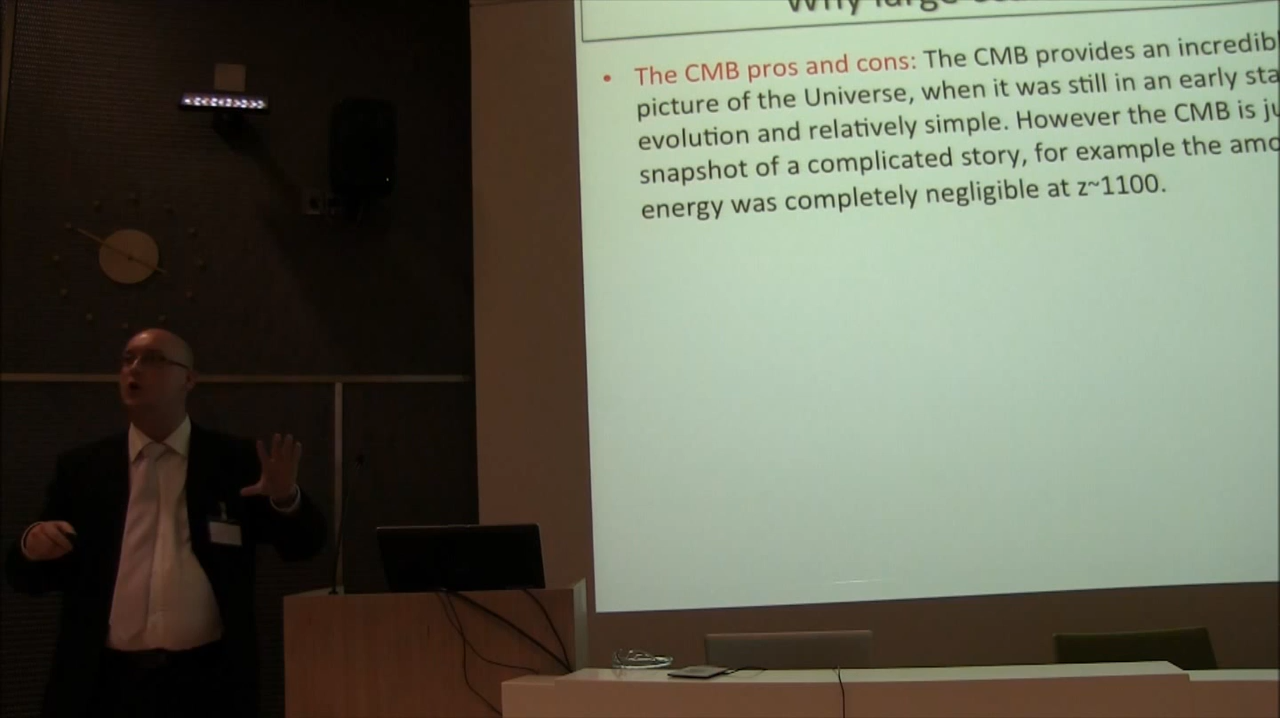 Why large
• The CMB pros and cons: The CMB provides an
picture of the Universe, when it was still in an early
evolution and relatively simple. However the CMB is
snapshot of a complicated story, for example the
energy was completely negligible at z~1100.